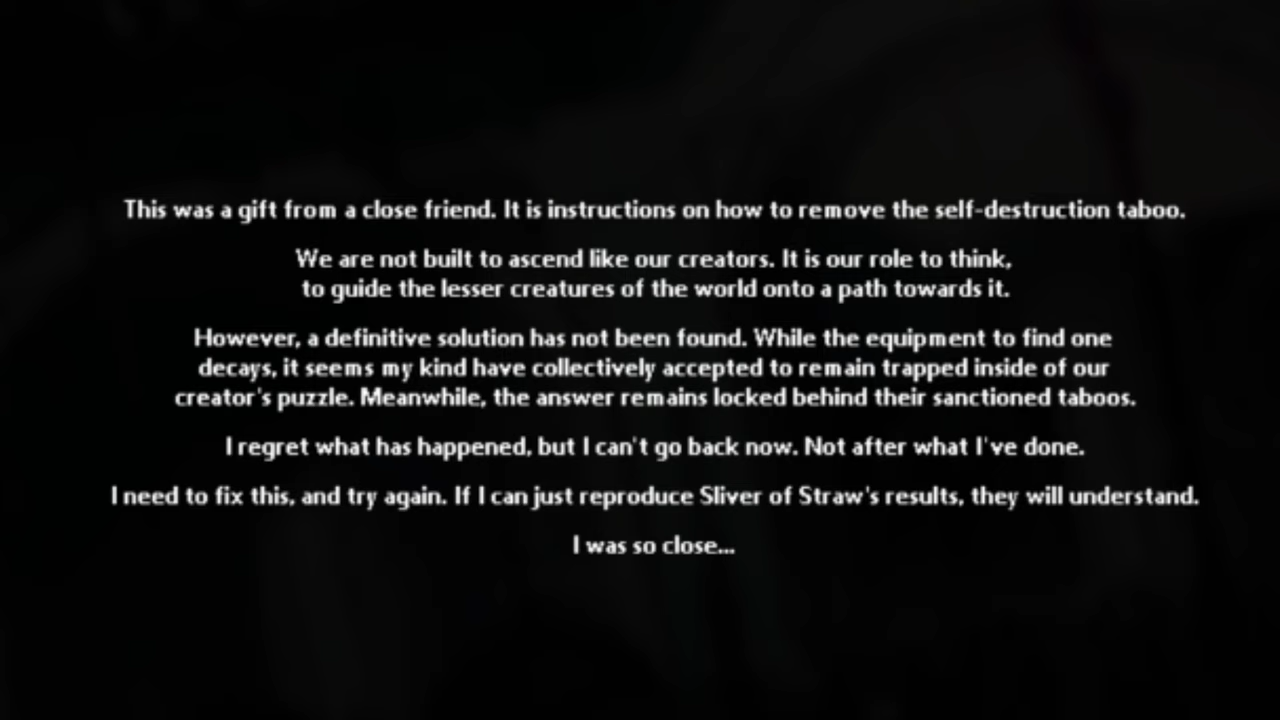 This was a gift from a close friend. It is instructions on how to remove the self-destruction taboo.
We are not built to ascend like our creators. It is our role to think,
to guide the lesser creatures of the world onto a path towards it.
However, a definitive solution has not been found. While the equipment to find one
decays, it seems my kind have collectively accepted to remain trapped inside of our
creator's puzzle. Meanwhile, the answer remains locked behind their sanctioned taboos.
I regret what has happened, but I can't go back now. Not after what I've done.
I need to fix this, and try again. If I can just reproduce Sliver of Straw's results, they will understand.
I was so close...